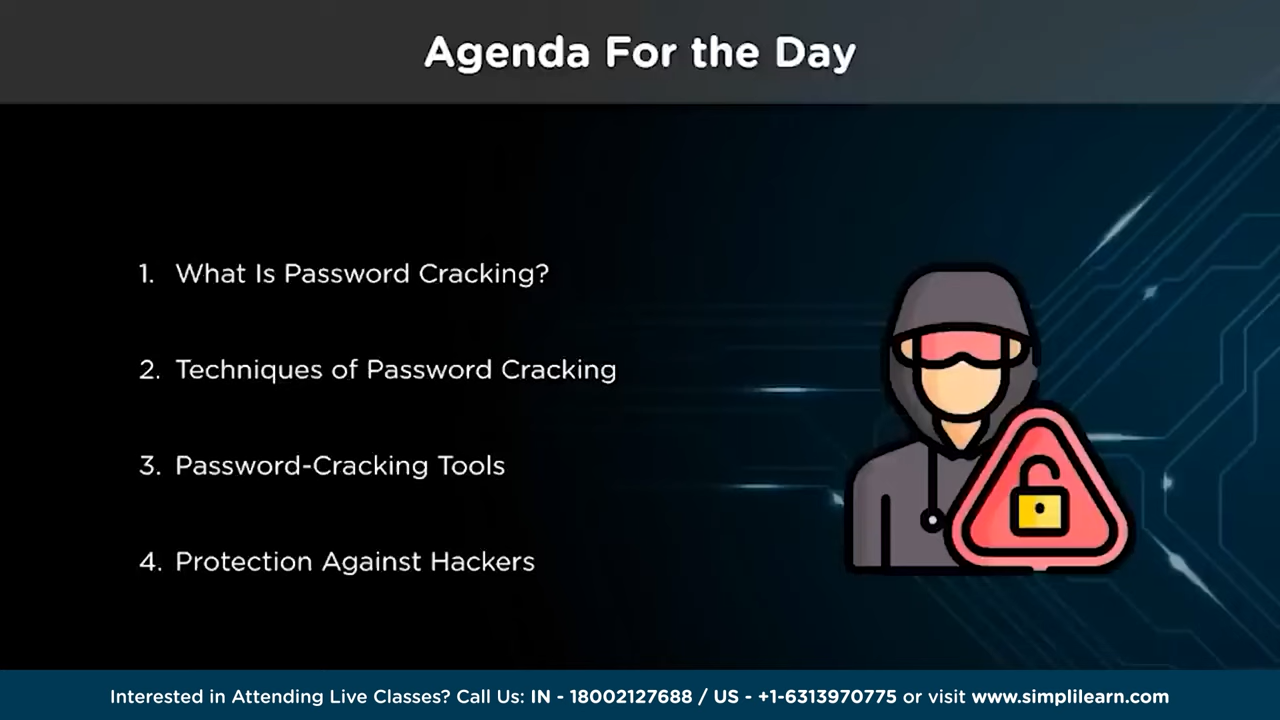 Agenda For the Day
1. What Is Password Cracking?
2. Techniques of Password Cracking
3. Password-Cracking Tools
4. Protection Against Hackers
Interested in Attending Live Classes? Call Us: IN - 18002127688 / US - +1-6313970775 or visit www.simplilearn.com